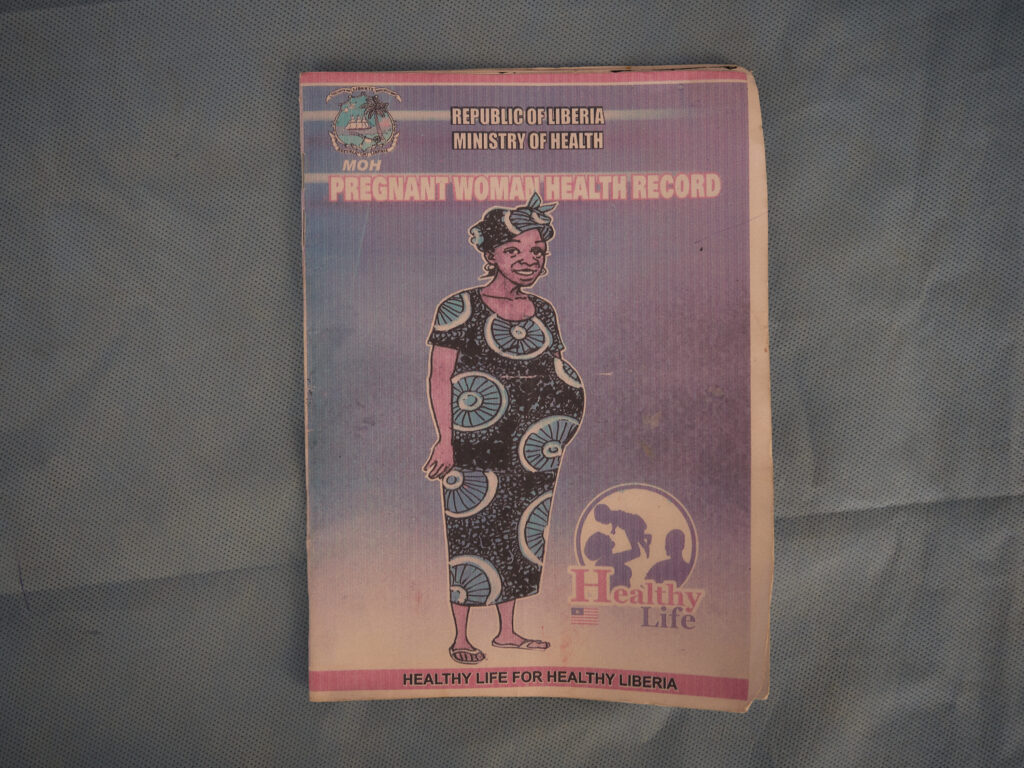 REPUBLIC OF LIBERIA
MINISTRY OF HEALTH
MOH
PREGNANT WOMAN HEALTH RECORD
Healthy
Life
HEALTHY LIFE FOR HEALTHY LIBERIA